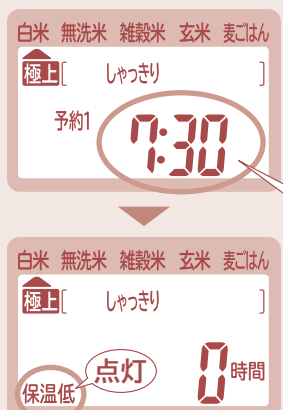 白米 無洗米 雑穀米 玄米 麦ごはん
極上[ しゃっきり ]
予約1 7:30
白米 無洗米 雑穀米 玄米 麦ごはん
極上[ しゃっきり ]
点灯
保温低 0時間